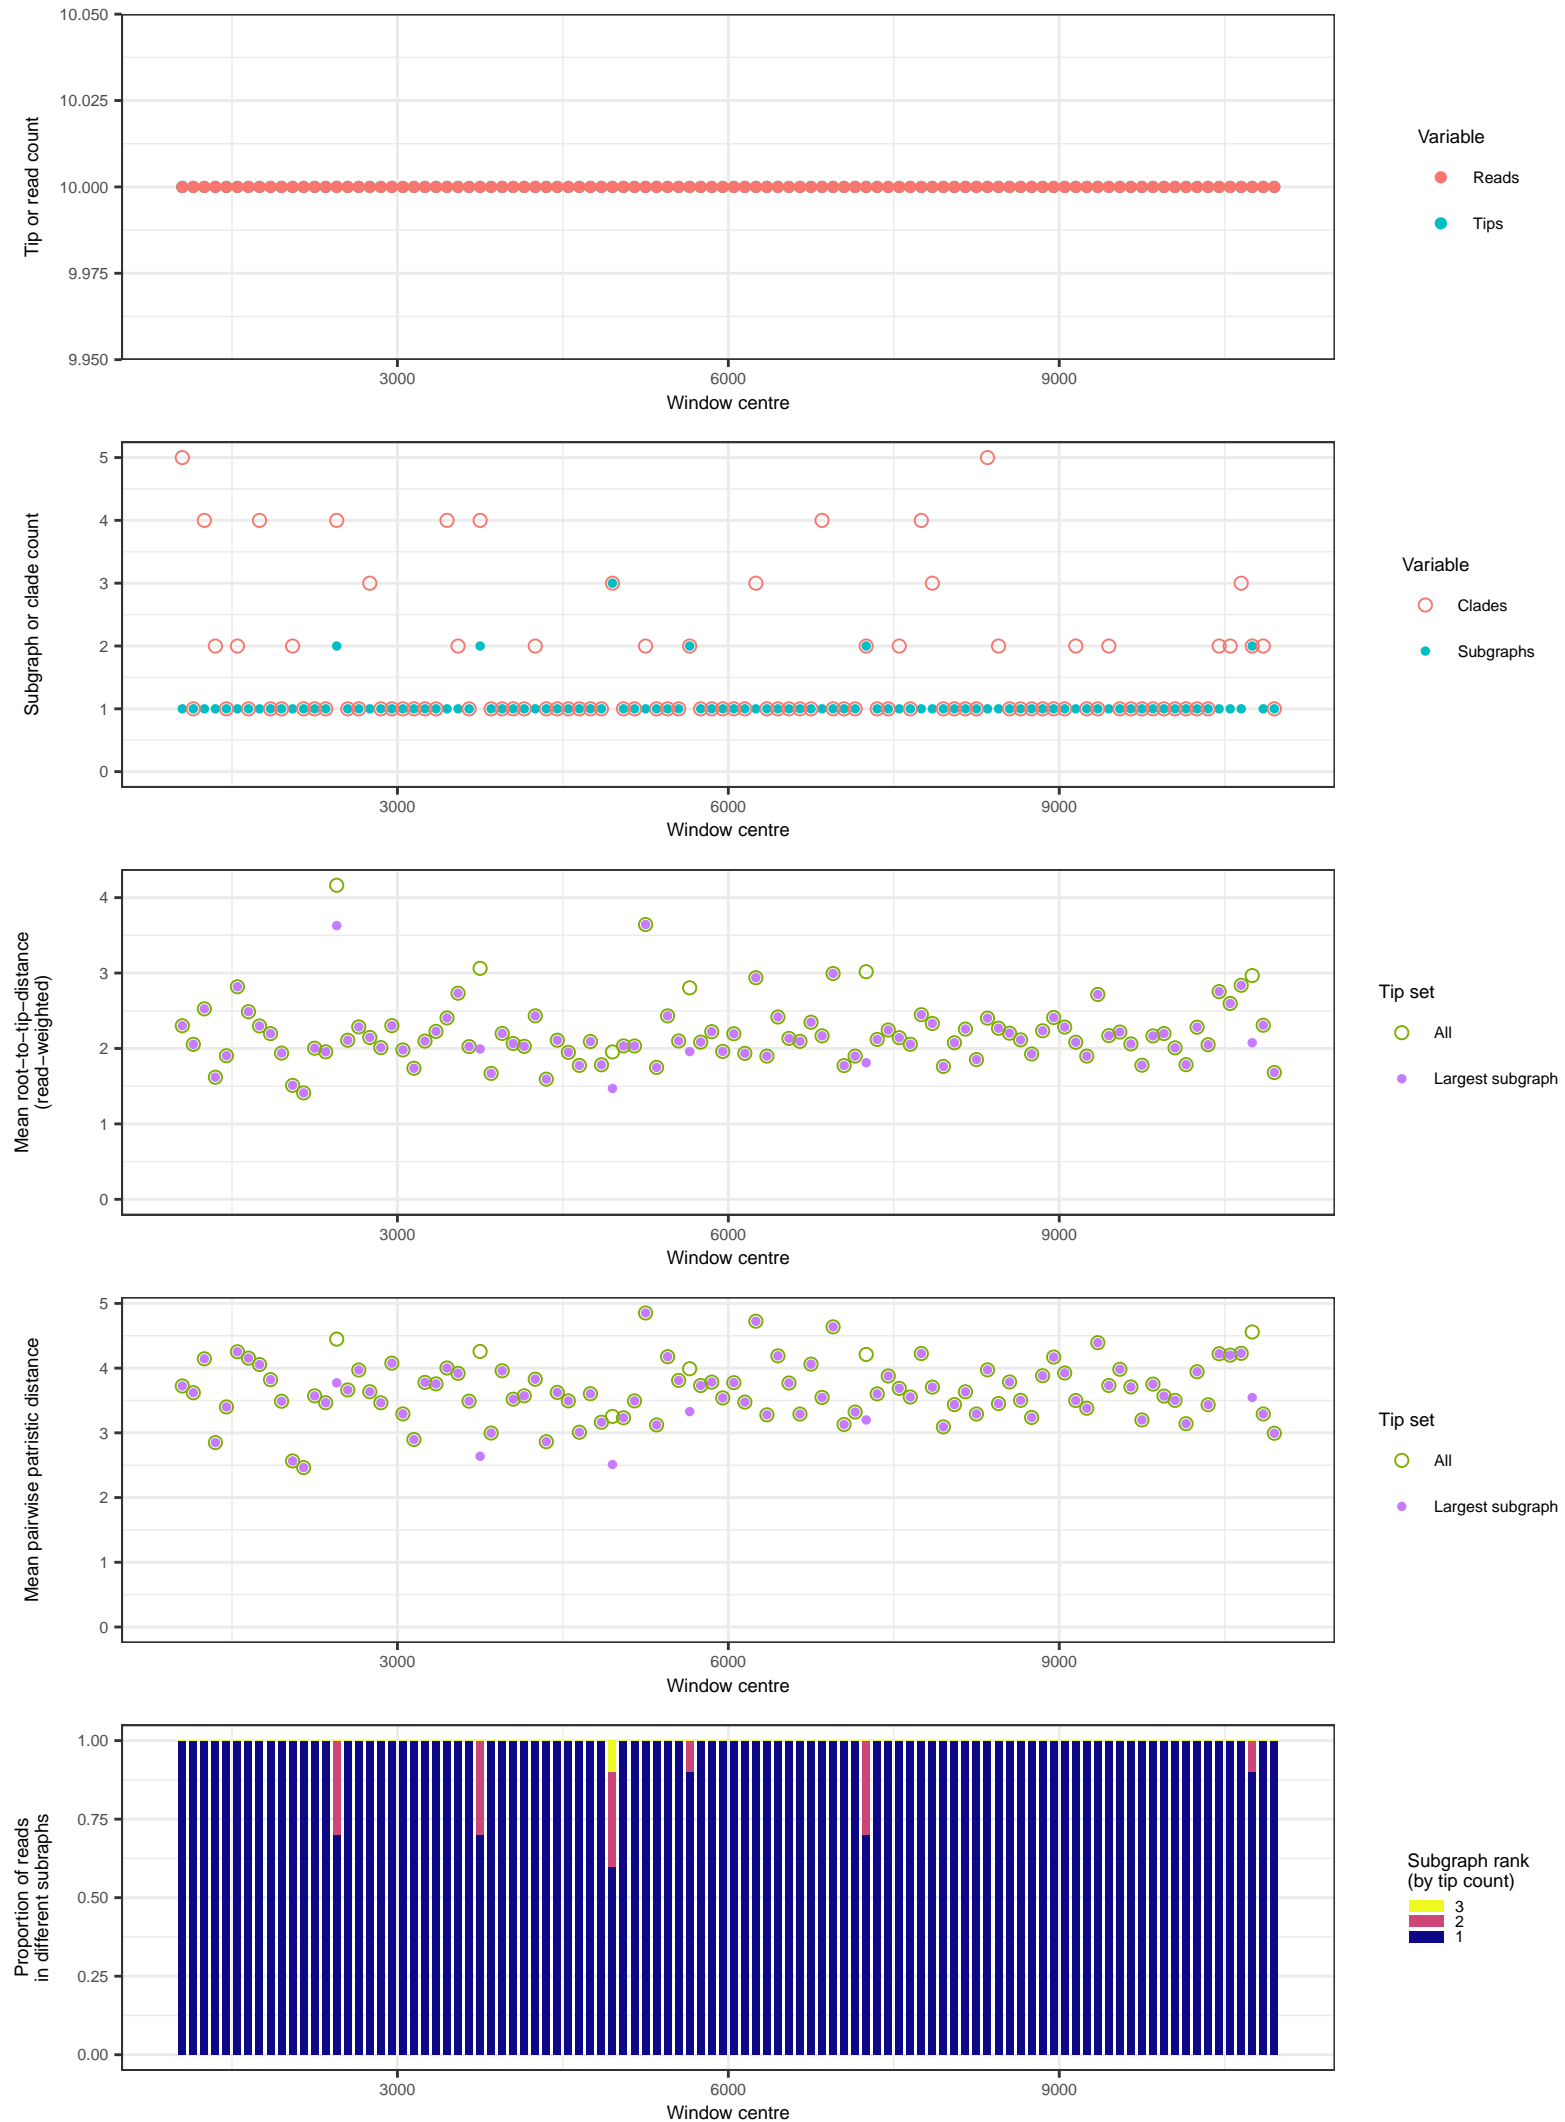 10.050
10.025
10.000
9.975
9.950
Tip or read count
3000
6000
9000
Window centre
Variable
Reads
Tips
5
4
3
2
1
0
Subgraph or clade count
3000
6000
9000
Window centre
Variable
Clades
Subgraphs
4
3
2
1
0
Mean root−to−tip−distance
(read−weighted)
3000
6000
9000
Window centre
Tip set
All
Largest subgraph
5
4
3
2
1
0
Mean pairwise patristic distance
3000
6000
9000
Window centre
Tip set
All
Largest subgraph
1.00
0.75
0.50
0.25
0.00
Proportion of reads
in different subraphs
3000
6000
9000
Window centre
Subgraph rank
(by tip count)
3
2
1